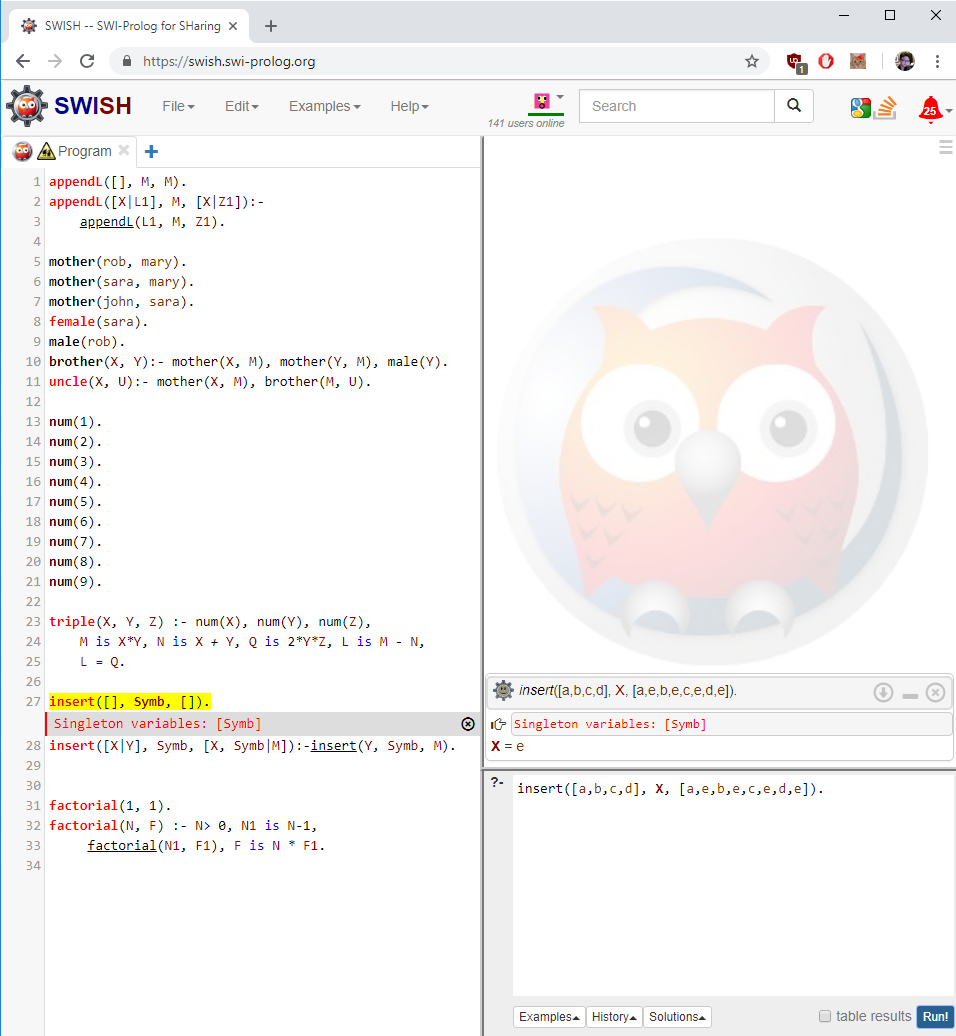 SWISH -- SWI-Prolog for SHaring
https://swish.swi-prolog.org
1
SWISH
File
Edit
Examples
Help
141 users online
Search
25
Program
1 appendL([], M, M).
2 appendL([X|L1], M, [X|Z1]):-
3 appendL(L1, M, Z1).
4
5 mother(rob, mary).
6 mother(sara, mary).
7 mother(john, sara).
8 female(sara).
9 male(rob).
10 brother(X, Y):- mother(X, M), mother(Y, M), male(Y).
11 uncle(X, U):- mother(X, M), brother(M, U).
12
13 num(1).
14 num(2).
15 num(3).
16 num(4).
17 num(5).
18 num(6).
19 num(7).
20 num(8).
21 num(9).
22
23 triple(X, Y, Z) :- num(X), num(Y), num(Z),
24 M is X*Y, N is X + Y, Q is 2*Y*Z, L is M - N,
25 L = Q.
26
27 insert([], Symb, []).
Singleton variables: [Symb]
28 insert([X|Y], Symb, [X, Symb|M]):-insert(Y, Symb, M).
29
30
31 factorial(1, 1).
32 factorial(N, F) :- N> 0, N1 is N-1,
33 factorial(N1, F1), F is N * F1.
34
insert([a,b,c,d], X, [a,e,b,e,c,e,d,e]).
Singleton variables: [Symb]
X = e
?- insert([a,b,c,d], X, [a,e,b,e,c,e,d,e]).
Examples
History
Solutions
table results
Run!